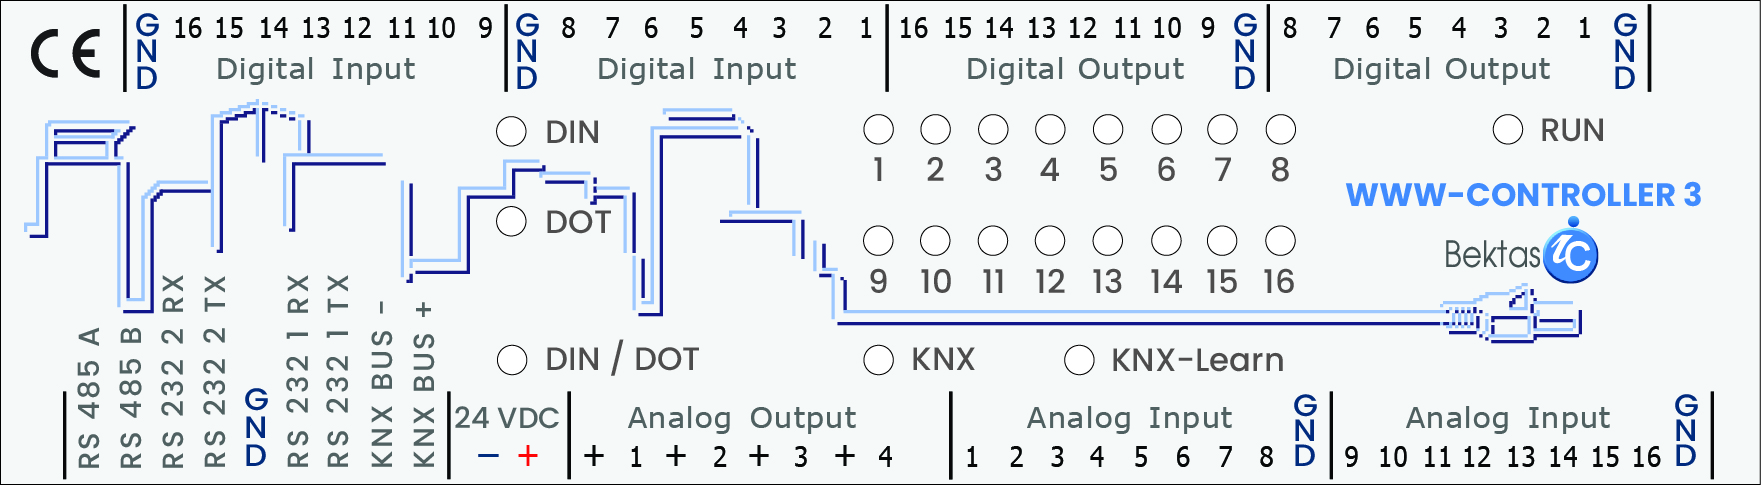 CE
GND 16 15 14 13 12 11 10 9
Digital Input
GND 8 7 6 5 4 3 2 1
Digital Input
16 15 14 13 12 11 10 9 GND
Digital Output
8 7 6 5 4 3 2 1 GND
Digital Output
DIN
DOT
DIN / DOT
1 2 3 4 5 6 7 8
9 10 11 12 13 14 15 16
RUN
WWW-CONTROLLER 3
Bektas iC
KNX
KNX-Learn
RS 485 A
RS 485 B
RS 232 2 RX
RS 232 2 TX
GND
RS 232 1 RX
RS 232 1 TX
KNX BUS -
KNX BUS +
24 VDC
- +
Analog Output
+ 1 + 2 + 3 + 4
Analog Input
1 2 3 4 5 6 7 8 GND
Analog Input
9 10 11 12 13 14 15 16 GND